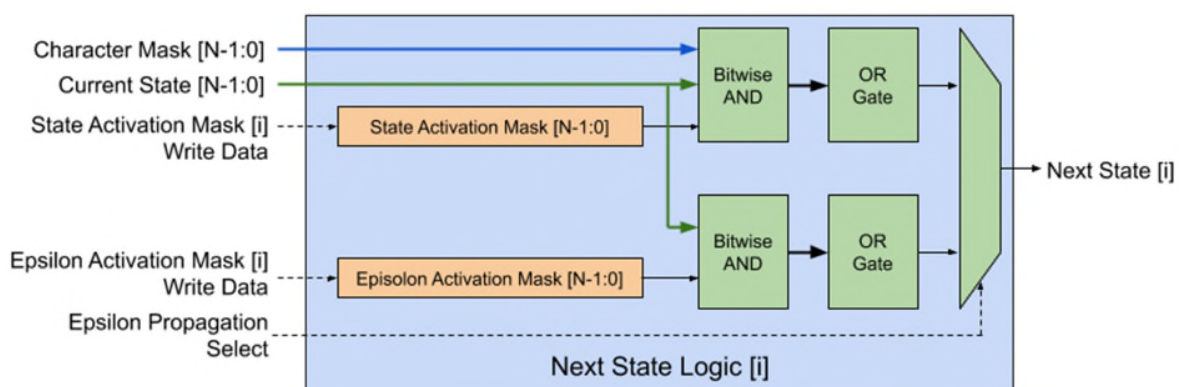 Character Mask [N-1:0]
Current State [N-1:0]
State Activation Mask [i]
Write Data
State Activation Mask [N-1:0]
Bitwise
AND
OR
Gate
Next State [i]
Epsilon Activation Mask [i]
Write Data
Episolon Activation Mask [N-1:0]
Bitwise
AND
OR
Gate
Epsilon Propagation
Select
Next State Logic [i]